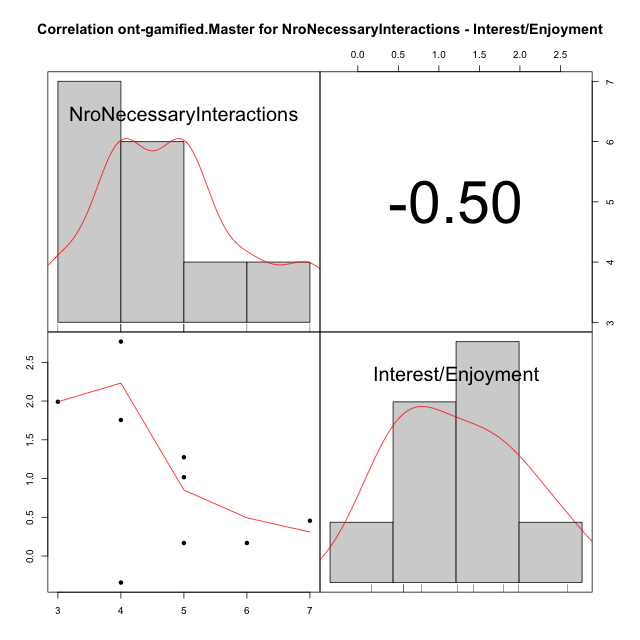 Correlation ont-gamified.Master for NroNecessaryInteractions - Interest/Enjoyment
0.0 0.5 1.0 1.5 2.0 2.5
NroNecessaryInteractions
-0.50
7
6
5
4
3
2.5
2.0
1.5
1.0
0.5
0.0
Interest/Enjoyment
3 4 5 6 7